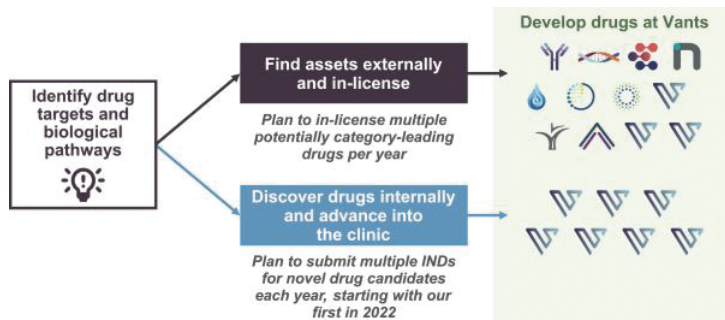 Identify drug
targets and
biological
pathways
Find assets externally
and in-license
Plan to in-license multiple
potentially category-leading
drugs per year
Discover drugs internally
and advance into
the clinic
Plan to submit multiple INDs
for novel drug candidates
each year, starting with our
first in 2022
Develop drugs at Vants